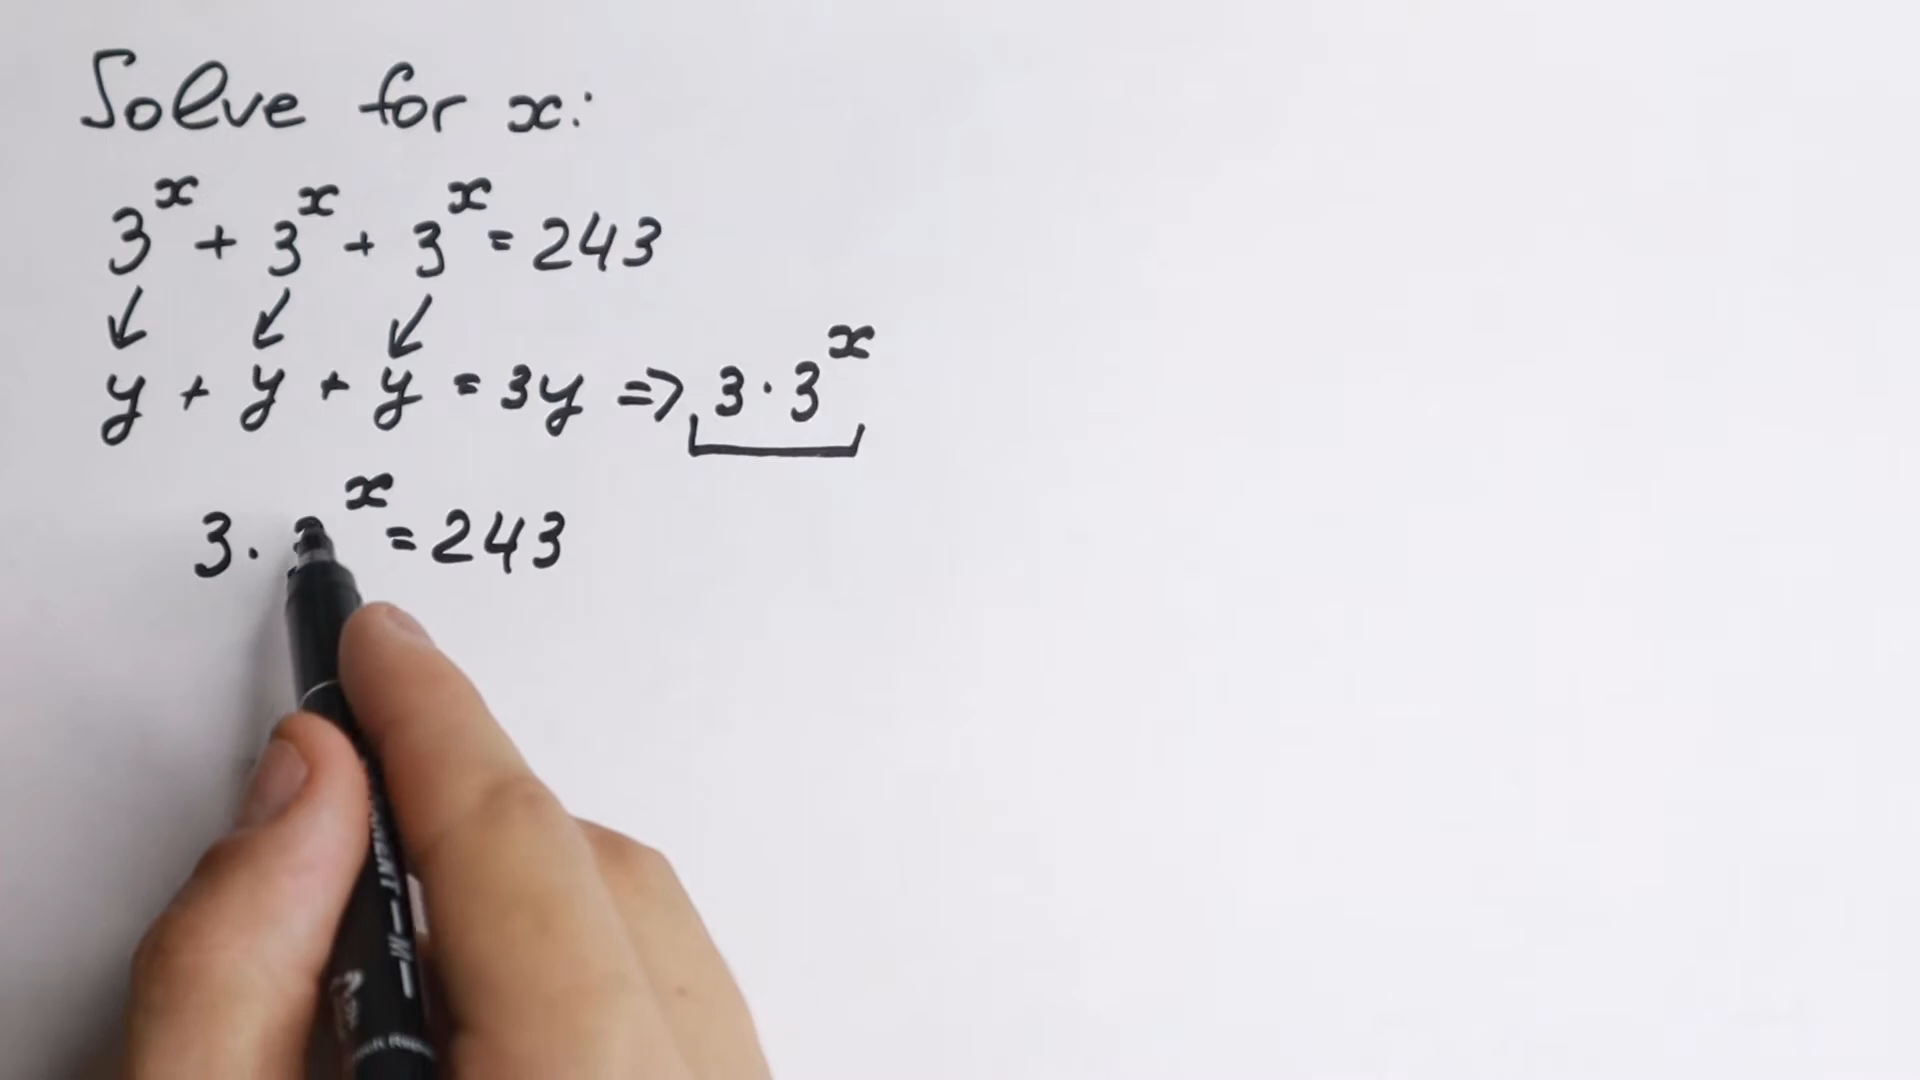 Solve for x:
3^x + 3^x + 3^x = 243
↙ ↙ ↙
y + y + y = 3y => 3 · 3^x
3 · ^x = 243